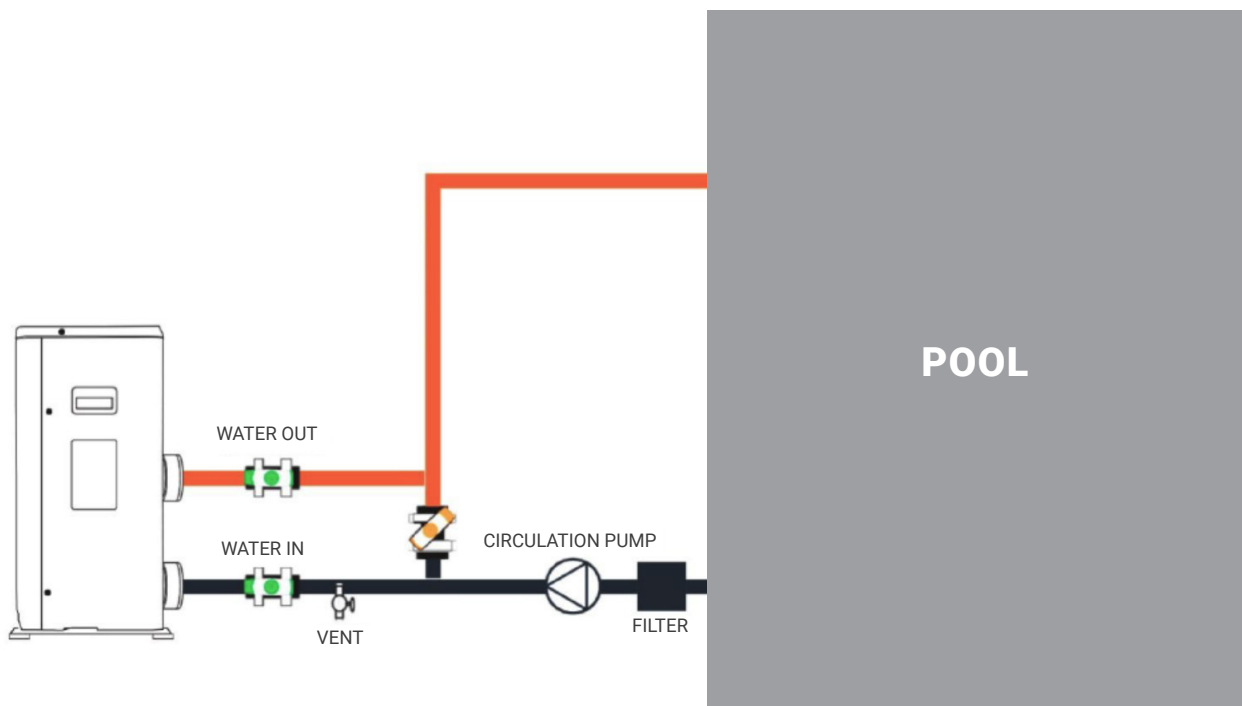 POOL
WATER OUT
WATER IN
CIRCULATION PUMP
VENT
FILTER